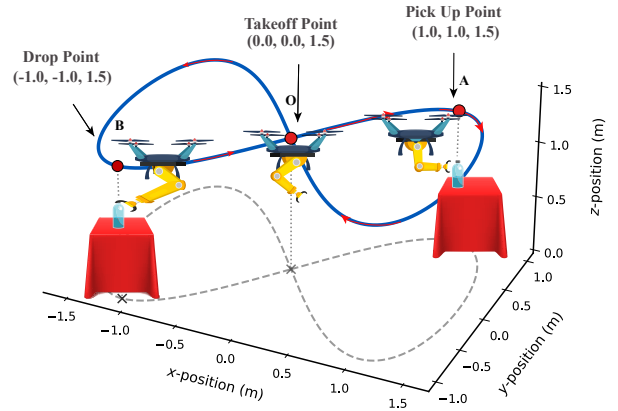 Pick Up Point
(1.0, 1.0, 1.5)
Takeoff Point
(0.0, 0.0, 1.5)
Drop Point
(-1.0, -1.0, 1.5)
A
O
B
1.5
1.0
0.5
0.0
z-position (m)
1.0
0.5
0.0
−0.5
−1.0
y-position (m)
−1.5
−1.0
−0.5
0.0
0.5
1.0
1.5
x-position (m)